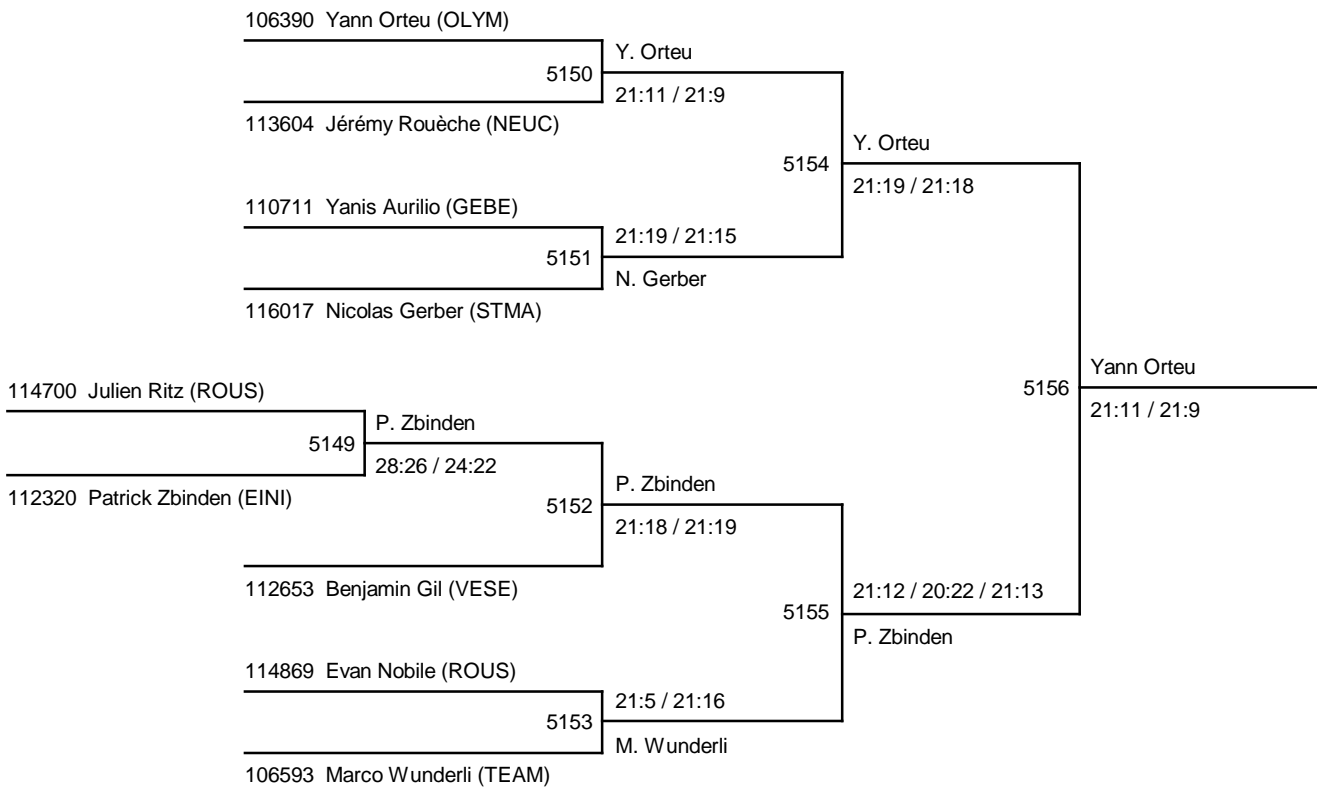 106390 Yann Orteu (OLYM)
Y. Orteu
5150
21:11 / 21:9
113604 Jérémy Rouèche (NEUC)
Y. Orteu
5154
21:19 / 21:18
110711 Yanis Aurilio (GEBE)
21:19 / 21:15
5151
N. Gerber
116017 Nicolas Gerber (STMA)
Yann Orteu
5156
21:11 / 21:9
114700 Julien Ritz (ROUS)
P. Zbinden
5149
28:26 / 24:22
112320 Patrick Zbinden (EINI)
P. Zbinden
5152
21:18 / 21:19
112653 Benjamin Gil (VESE)
21:12 / 20:22 / 21:13
5155
P. Zbinden
114869 Evan Nobile (ROUS)
21:5 / 21:16
5153
M. Wunderli
106593 Marco Wunderli (TEAM)